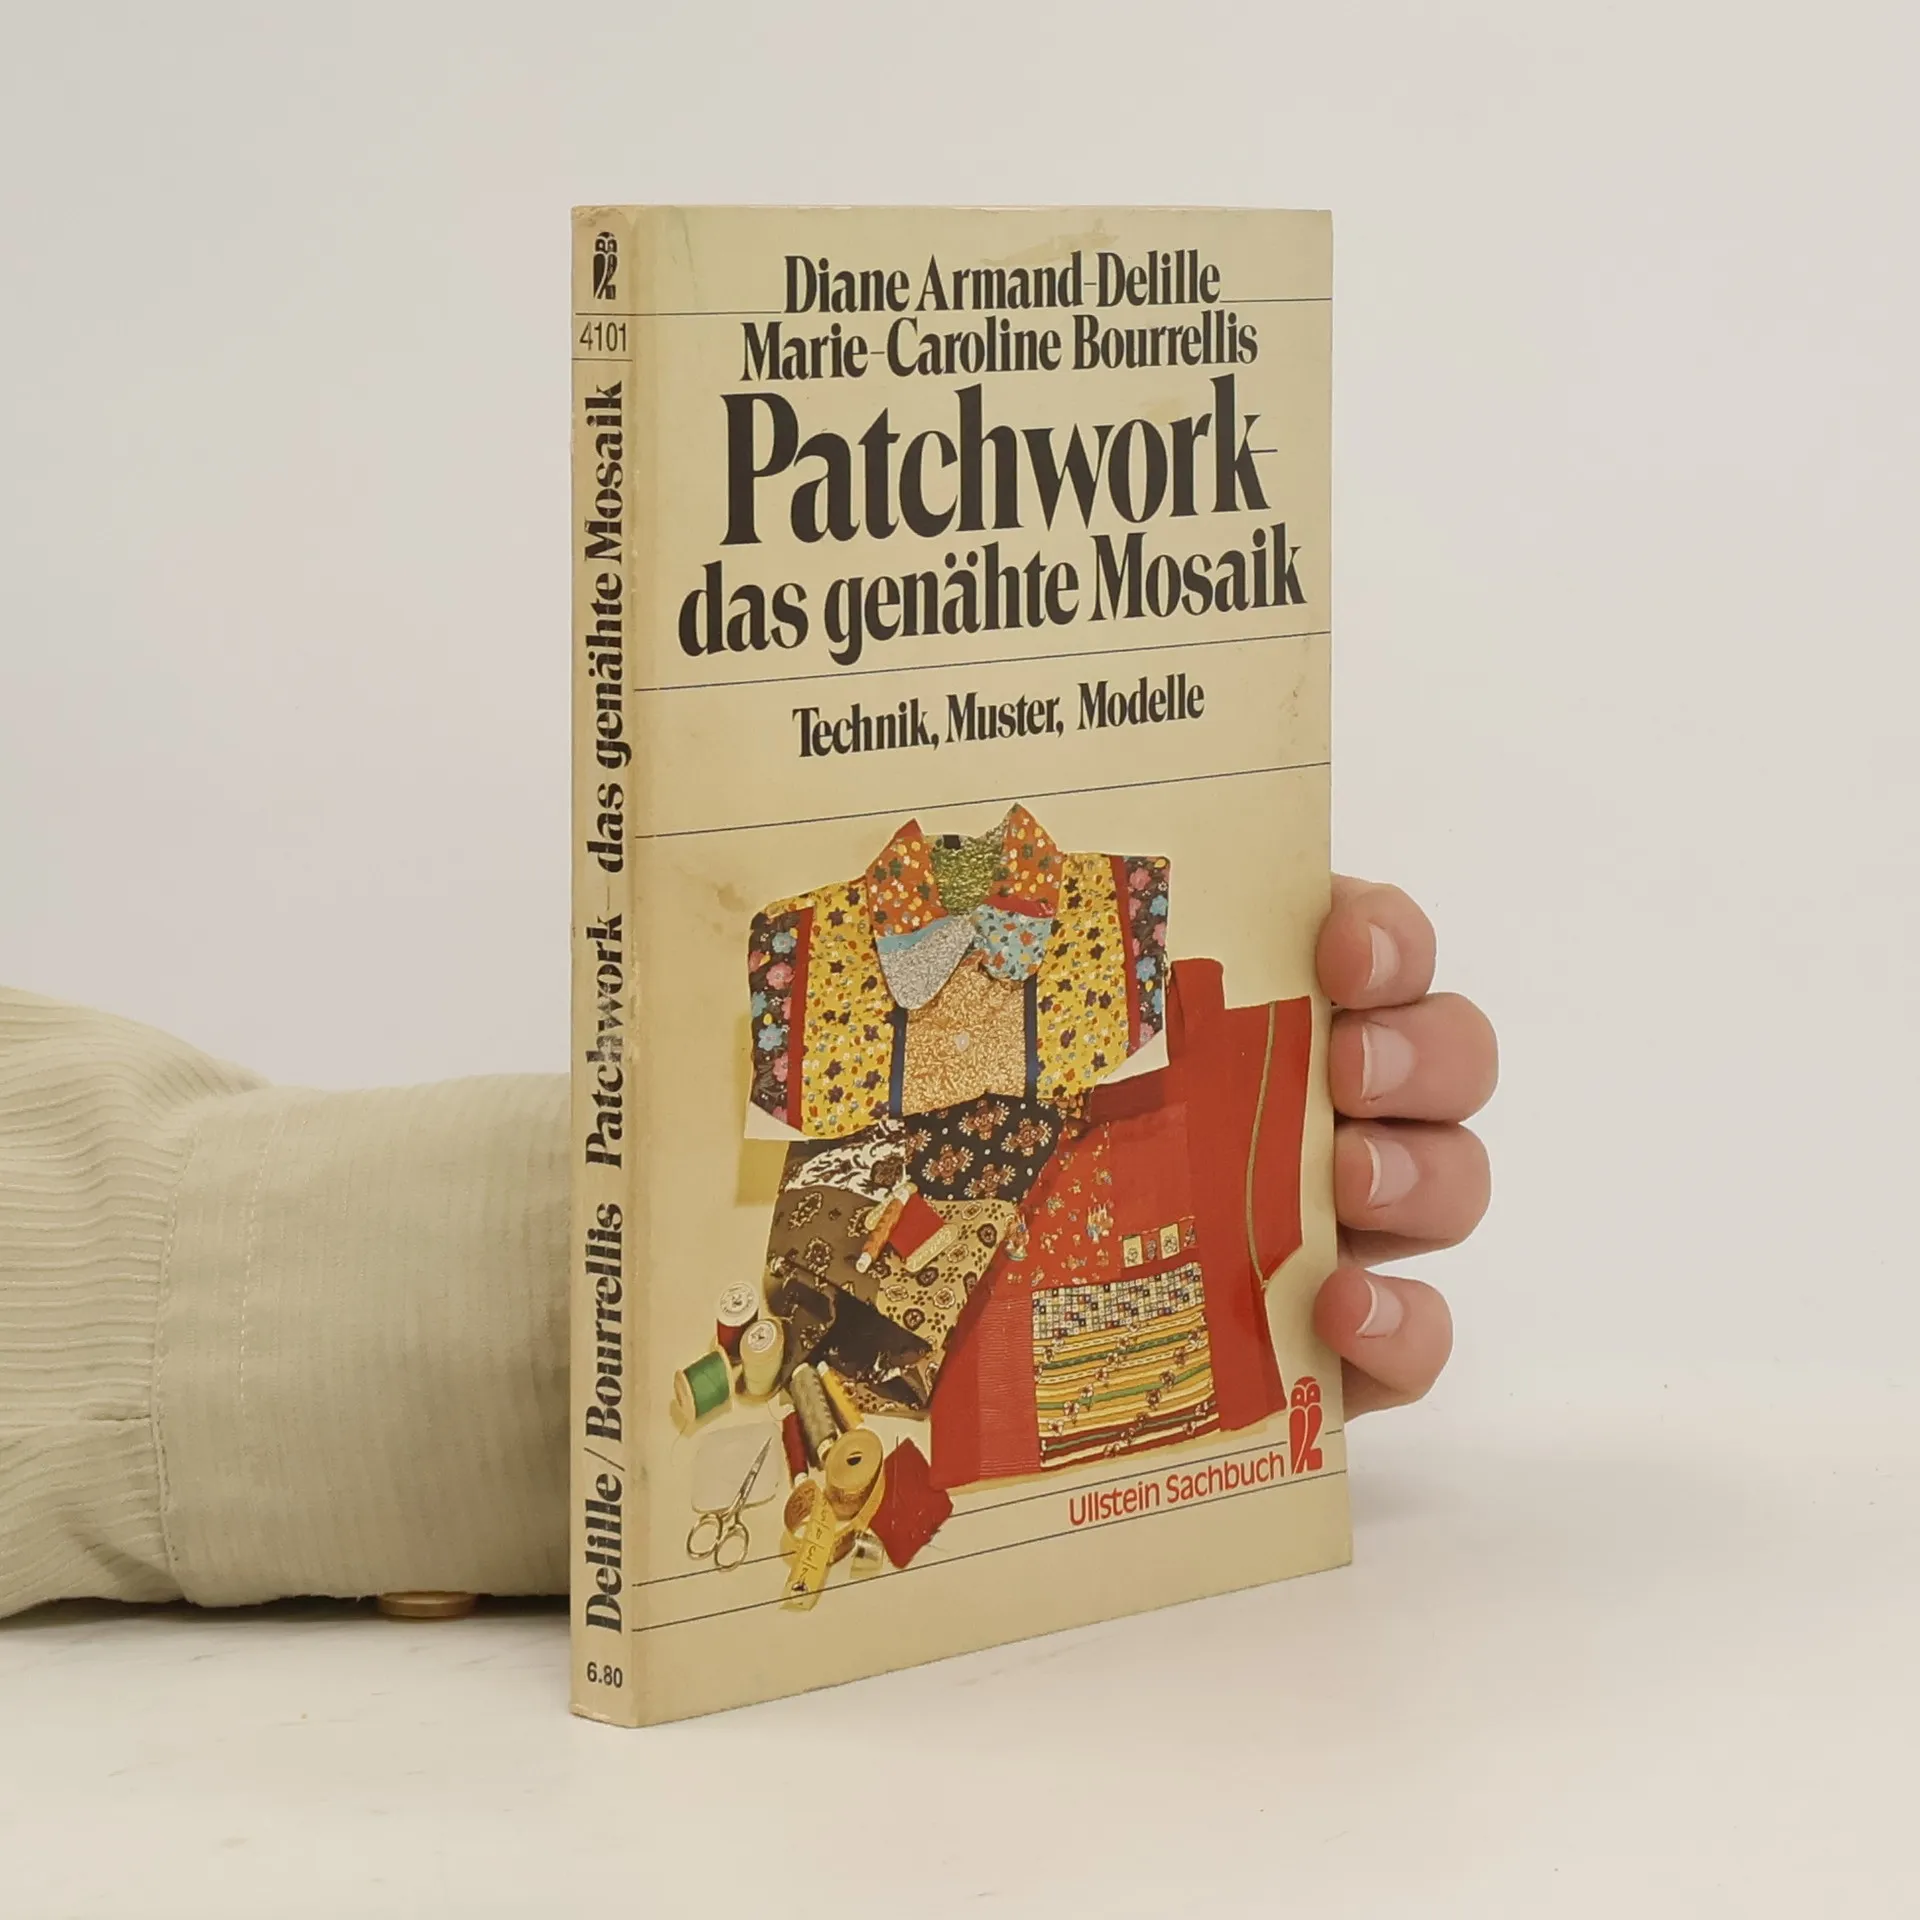 4101
Delille/Bourrellis Patchwork – das genähte Mosaik
6.80
Diane Armand-Delille
Marie-Caroline Bourrellis
Patchwork-
das genähte Mosaik
Technik, Muster, Modelle
Ullstein Sachbuch